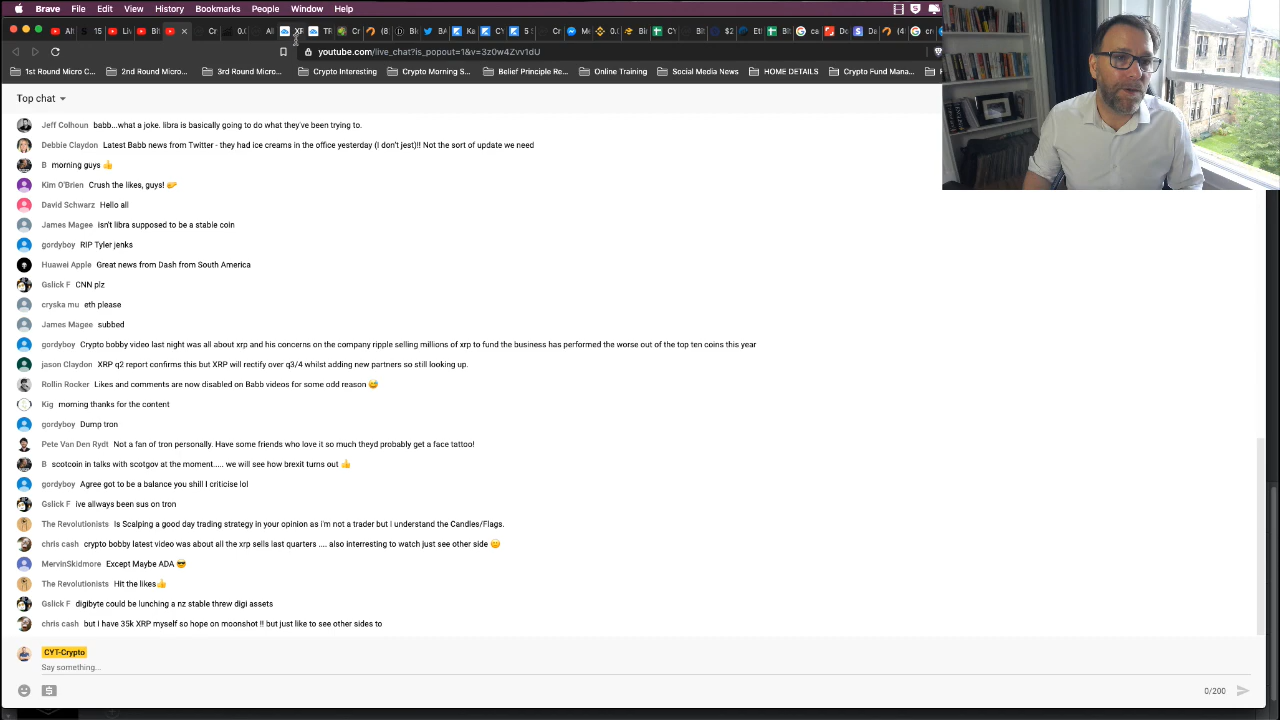 Brave File Edit View History Bookmarks People Window Help
youtube.com/live_chat?is_popout=1&v=3z0w4Zvv1dU
1st Round Micro C... 2nd Round Micro... 3rd Round Micro... Crypto Interesting Crypto Morning S... Belief Principle Re... Online Training Social Media News HOME DETAILS Crypto Fund Mana...
Top chat
Jeff Colhoun babb...what a joke. libra is basically going to do what they've been trying to.
Debbie Claydon Latest Babb news from Twitter - they had ice creams in the office yesterday (I don't jest)!! Not the sort of update we need
B morning guys 👍
Kim O'Brien Crush the likes, guys! 🤛
David Schwarz Hello all
James Magee isn't libra supposed to be a stable coin
gordyboy RIP Tyler jenks
Huawei Apple Great news from Dash from South America
Gslick F CNN plz
cryska mu eth please
James Magee subbed
gordyboy Crypto bobby video last night was all about xrp and his concerns on the company ripple selling millions of xrp to fund the business has performed the worse out of the top ten coins this year
jason Claydon XRP q2 report confirms this but XRP will rectify over q3/4 whilst adding new partners so still looking up.
Rollin Rocker Likes and comments are now disabled on Babb videos for some odd reason 😅
Kig morning thanks for the content
gordyboy Dump tron
Pete Van Den Rydt Not a fan of tron personally. Have some friends who love it so much theyd probably get a face tattoo!
B scotcoin in talks with scotgov at the moment..... we will see how brexit turns out 👍
gordyboy Agree got to be a balance you shill I criticise lol
Gslick F ive allways been sus on tron
The Revolutionists Is Scalping a good day trading strategy in your opinion as i'm not a trader but i understand the Candles/Flags.
chris cash crypto bobby latest video was about all the xrp sells last quarters .... also interresting to watch just see other side 😊
MervinSkidmore Except Maybe ADA 😎
The Revolutionists Hit the likes👍
Gslick F digibyte could be lunching a nz stable threw digi assets
chris cash but i have 35k XRP myself so hope on moonshot !! but just like to see other sides to
CYT-Crypto
Say something...
0/200